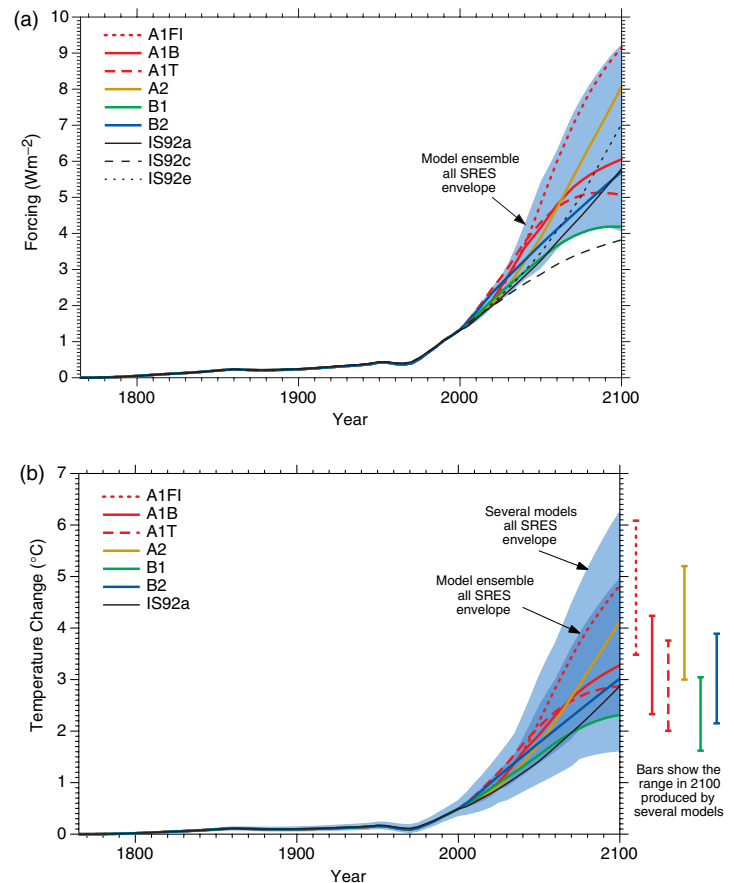 (a)
10
9
8
7
6
5
4
3
2
1
0
Forcing (Wm−2)
A1FI
A1B
A1T
A2
B1
B2
IS92a
IS92c
IS92e
Model ensemble
all SRES
envelope
1800
1900
2000
2100
Year
(b)
7
6
5
4
3
2
1
0
Temperature Change (°C)
A1FI
A1B
A1T
A2
B1
B2
IS92a
Several models
all SRES
envelope
Model ensemble
all SRES
envelope
Bars show the
range in 2100
produced by
several models
1800
1900
2000
2100
Year